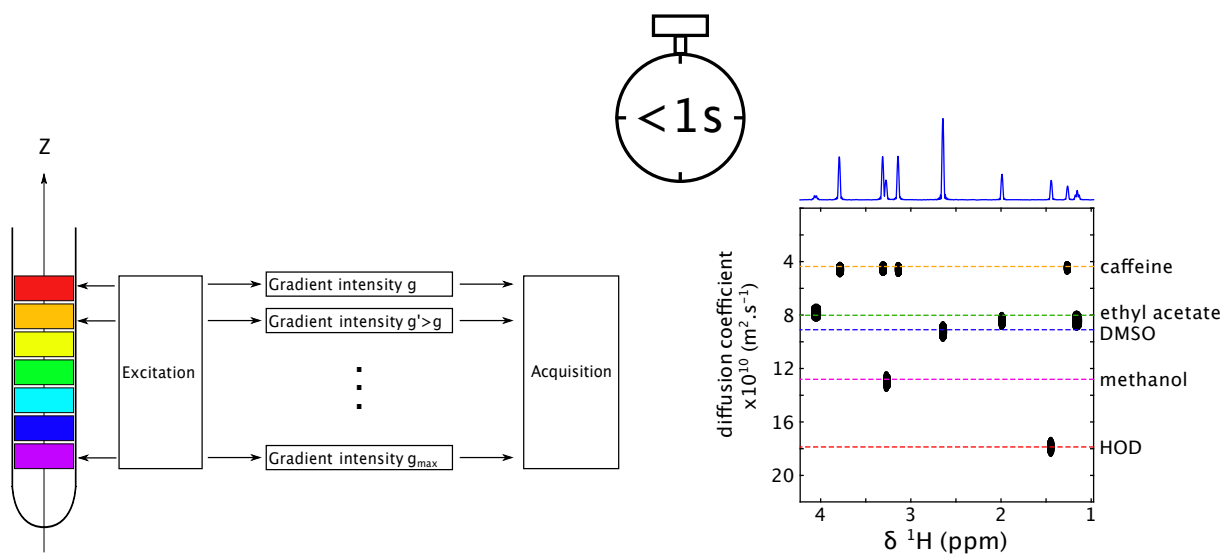 <1s
Z
Excitation
Gradient intensity g
Gradient intensity g'>g
Gradient intensity gmax
Acquisition
diffusion coefficient
x10¹⁰ (m².s⁻¹)
4
8
12
16
20
caffeine
ethyl acetate
DMSO
methanol
HOD
4 3 2 1
δ ¹H (ppm)